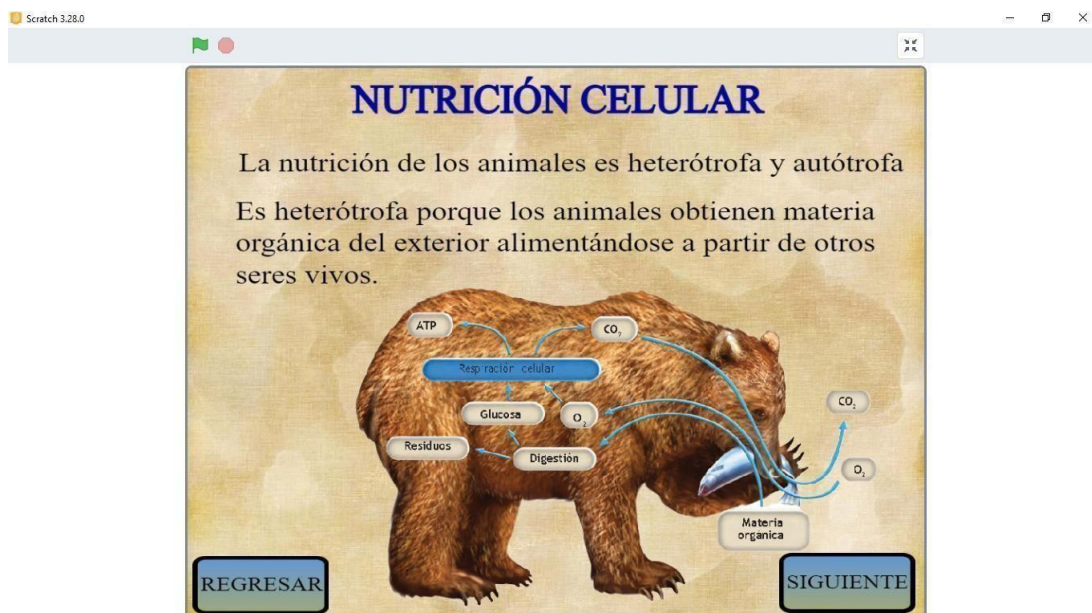 Scratch 3.28.0
NUTRICIÓN CELULAR
La nutrición de los animales es heterótrofa y autótrofa
Es heterótrofa porque los animales obtienen materia
orgánica del exterior alimentándose a partir de otros
seres vivos.
ATP
CO₂
Respiración celular
CO₂
Glucosa
O₂
Residuos
Digestión
O₂
Materia
orgánica
REGRESAR
SIGUIENTE